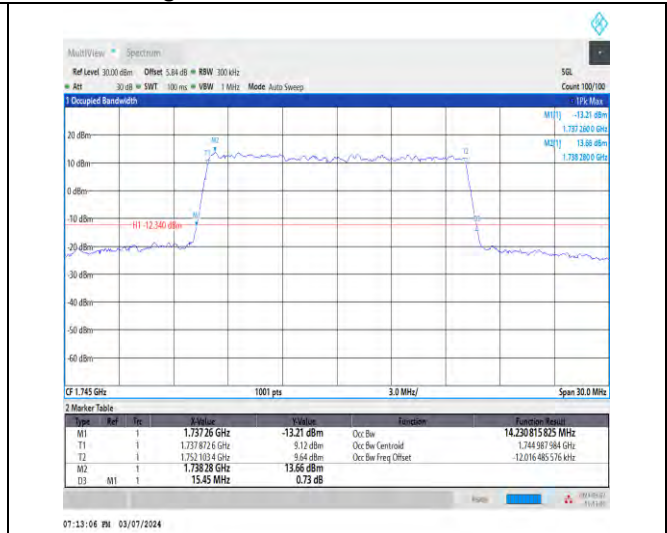 MultiView Spectrum
Ref Level 30.00 dBm Offset 5.84 dB RBW 300 kHz SGL
Att 30 dB SWT 100 ms VBW 1 MHz Mode Auto Sweep Count 100/100
1 Occupied Bandwidth 1Pk Max
M1[1] -13.21 dBm
1.737 260 0 GHz
20 dBm M2 M2[1] 13.66 dBm
T1 T2 1.738 280 0 GHz
10 dBm
0 dBm
-10 dBm
H1 -12.340 dBm
-20 dBm
-30 dBm
-40 dBm
-50 dBm
-60 dBm
CF 1.745 GHz 1001 pts 3.0 MHz/ Span 30.0 MHz
2 Marker Table
Type Ref Trc X-Value Y-Value Function Function Result
M1 1 1.737 26 GHz -13.21 dBm Occ Bw 14.230 815 825 MHz
T1 1 1.737 872 6 GHz 9.12 dBm Occ Bw Centroid 1.744 987 984 GHz
T2 1 1.752 103 4 GHz 9.64 dBm Occ Bw Freq Offset -12.016 485 576 kHz
M2 1 1.738 28 GHz 13.66 dBm
D3 M1 1 15.45 MHz 0.73 dB
07:13:06 PM 03/07/2024